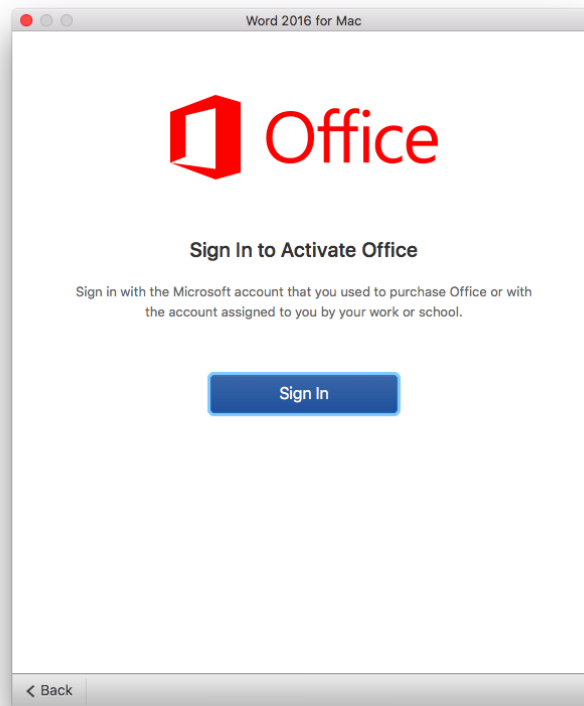 Word 2016 for Mac
Office
Sign In to Activate Office
Sign in with the Microsoft account that you used to purchase Office or with
the account assigned to you by your work or school.
Sign In
Back